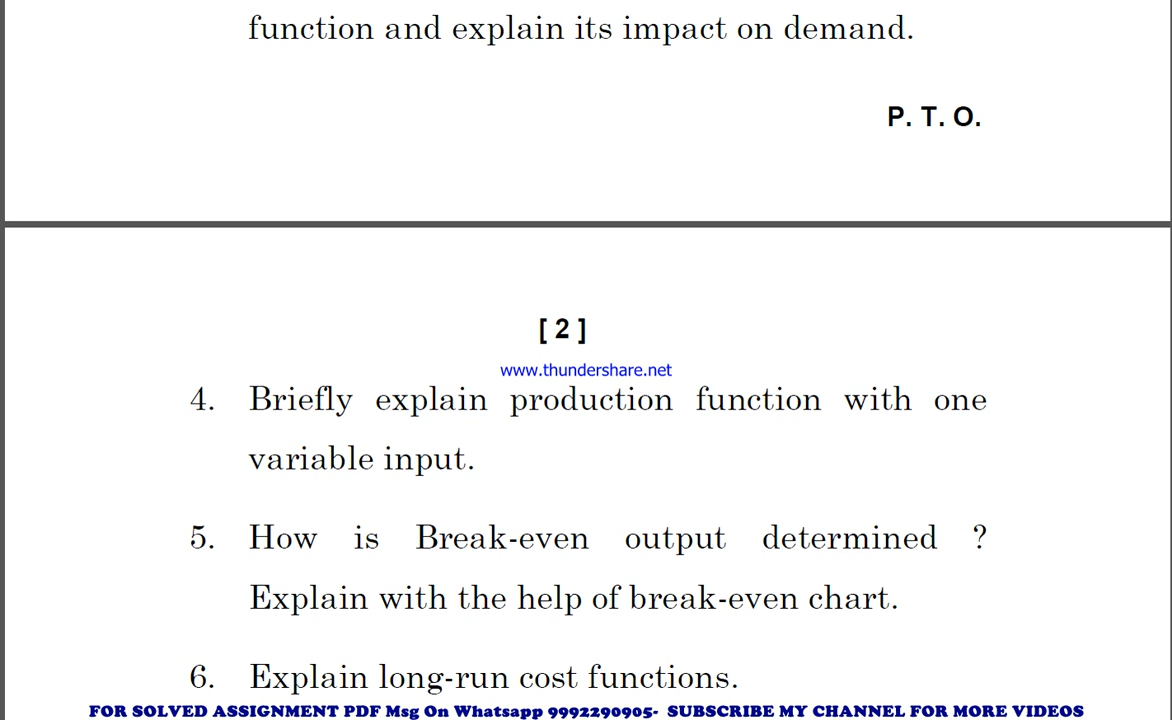 function and explain its impact on demand.
P. T. O.
[ 2 ]
www.thundershare.net
4. Briefly explain production function with one
variable input.
5. How is Break-even output determined ?
Explain with the help of break-even chart.
6. Explain long-run cost functions.
FOR SOLVED ASSIGNMENT PDF Msg On Whatsapp 9992290905- SUBSCRIBE MY CHANNEL FOR MORE VIDEOS